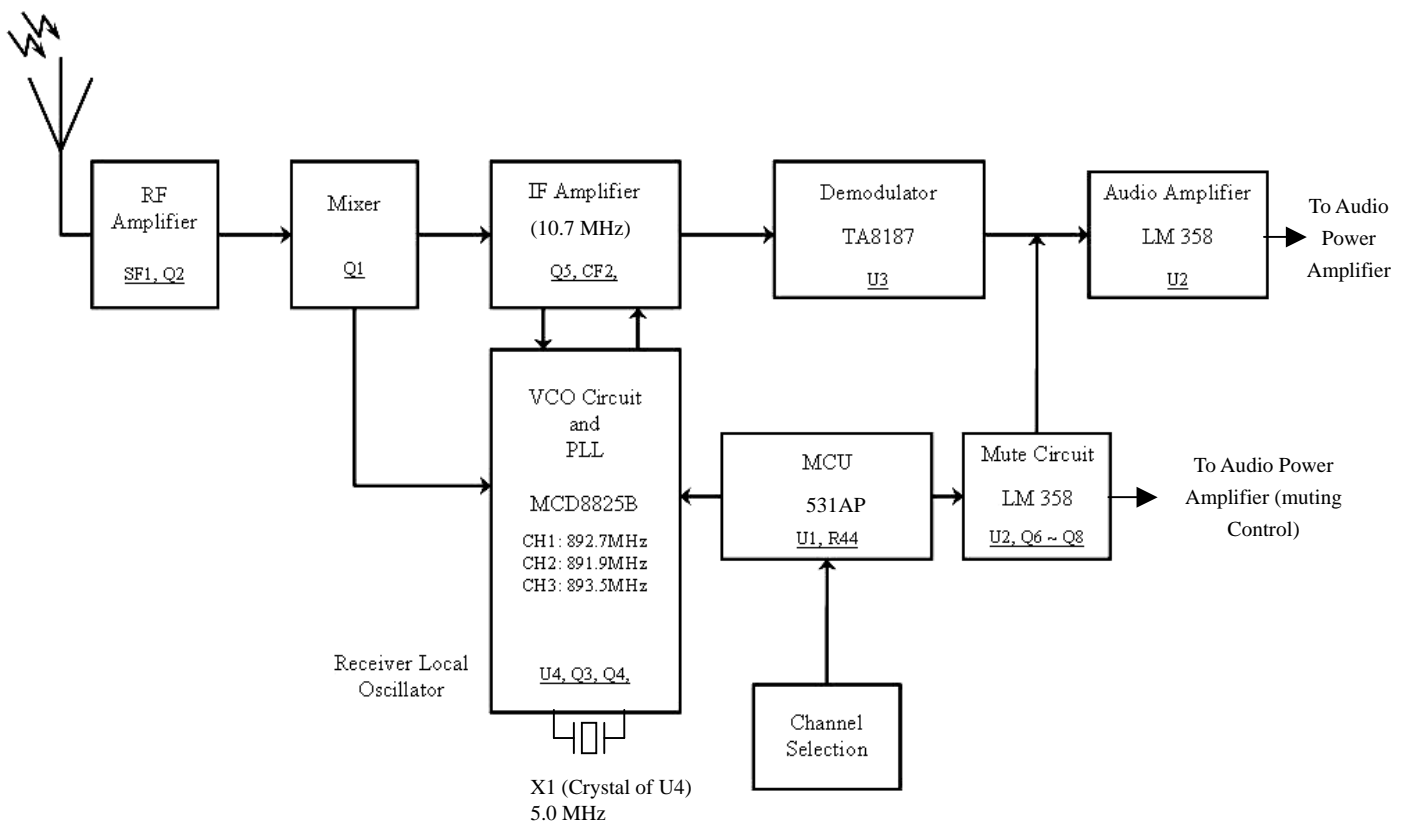 RF
Amplifier
SF1, Q2
Mixer
Q1
IF Amplifier
(10.7 MHz)
Q5, CF2,
Demodulator
TA8187
U3
Audio Amplifier
LM 358
U2
To Audio
Power
Amplifier
VCO Circuit
and
PLL
MCD8825B
CH1: 892.7MHz
CH2: 891.9MHz
CH3: 893.5MHz
U4, Q3, Q4,
MCU
531AP
U1, R44
Mute Circuit
LM 358
U2, Q6 ~ Q8
To Audio Power
Amplifier (muting
Control)
Receiver Local
Oscillator
Channel
Selection
X1 (Crystal of U4)
5.0 MHz